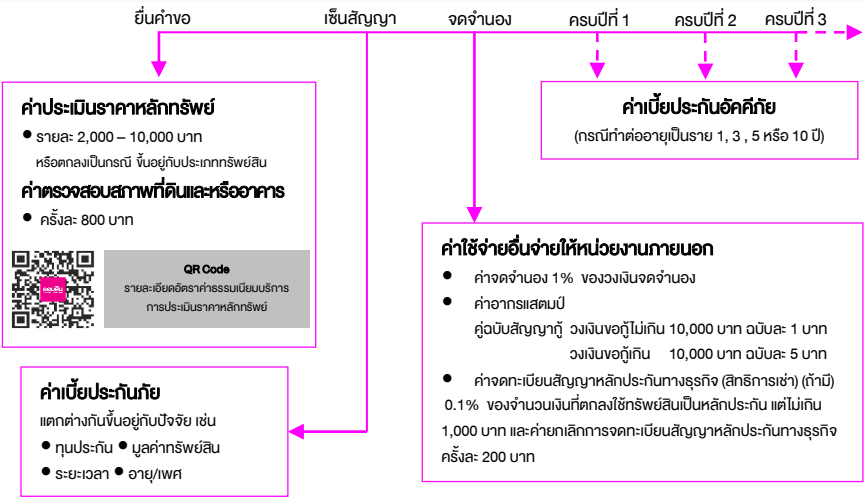 ยื่นคำขอ เซ็นสัญญา จดจำนอง ครบปีที่ 1 ครบปีที่ 2 ครบปีที่ 3
ค่าประเมินราคาหลักทรัพย์
● รายละ 2,000 – 10,000 บาท
หรือตกลงเป็นกรณี ขึ้นอยู่กับประเภททรัพย์สิน
ค่าตรวจสอบสภาพที่ดินและหรืออาคาร
● ครั้งละ 800 บาท
ออมสิน
QR Code
รายละเอียดอัตราค่าธรรมเนียมบริการ
การประเมินราคาหลักทรัพย์
ค่าเบี้ยประกันภัย
แตกต่างกันขึ้นอยู่กับปัจจัย เช่น
● ทุนประกัน ● มูลค่าทรัพย์สิน
● ระยะเวลา ● อายุ/เพศ
ค่าเบี้ยประกันอัคคีภัย
(กรณีทำต่ออายุเป็นราย 1, 3 , 5 หรือ 10 ปี)
ค่าใช้จ่ายอื่นจ่ายให้หน่วยงานภายนอก
● ค่าจดจำนอง 1% ของวงเงินจดจำนอง
● ค่าอากรแสตมป์
คู่ฉบับสัญญากู้ วงเงินขอกู้ไม่เกิน 10,000 บาท ฉบับละ 1 บาท
วงเงินขอกู้เกิน 10,000 บาท ฉบับละ 5 บาท
● ค่าจดทะเบียนสัญญาหลักประกันทางธุรกิจ (สิทธิการเช่า) (ถ้ามี)
0.1% ของจำนวนเงินที่ตกลงใช้ทรัพย์สินเป็นหลักประกัน แต่ไม่เกิน
1,000 บาท และค่ายกเลิกการจดทะเบียนสัญญาหลักประกันทางธุรกิจ
ครั้งละ 200 บาท